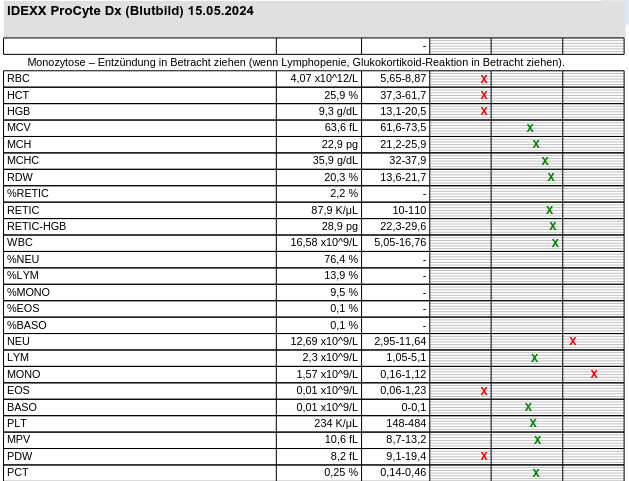 IDEXX ProCyte Dx (Blutbild) 15.05.2024
-
Monozytose – Entzündung in Betracht ziehen (wenn Lymphopenie, Glukokortikoid-Reaktion in Betracht ziehen).
RBC 4,07 x10^12/L 5,65-8,87 X
HCT 25,9 % 37,3-61,7 X
HGB 9,3 g/dL 13,1-20,5 X
MCV 63,6 fL 61,6-73,5 X
MCH 22,9 pg 21,2-25,9 X
MCHC 35,9 g/dL 32-37,9 X
RDW 20,3 % 13,6-21,7 X
%RETIC 2,2 % -
RETIC 87,9 K/µL 10-110 X
RETIC-HGB 28,9 pg 22,3-29,6 X
WBC 16,58 x10^9/L 5,05-16,76 X
%NEU 76,4 % -
%LYM 13,9 % -
%MONO 9,5 % -
%EOS 0,1 % -
%BASO 0,1 % -
NEU 12,69 x10^9/L 2,95-11,64 X
LYM 2,3 x10^9/L 1,05-5,1 X
MONO 1,57 x10^9/L 0,16-1,12 X
EOS 0,01 x10^9/L 0,06-1,23 X
BASO 0,01 x10^9/L 0-0,1 X
PLT 234 K/µL 148-484 X
MPV 10,6 fL 8,7-13,2 X
PDW 8,2 fL 9,1-19,4 X
PCT 0,25 % 0,14-0,46 X